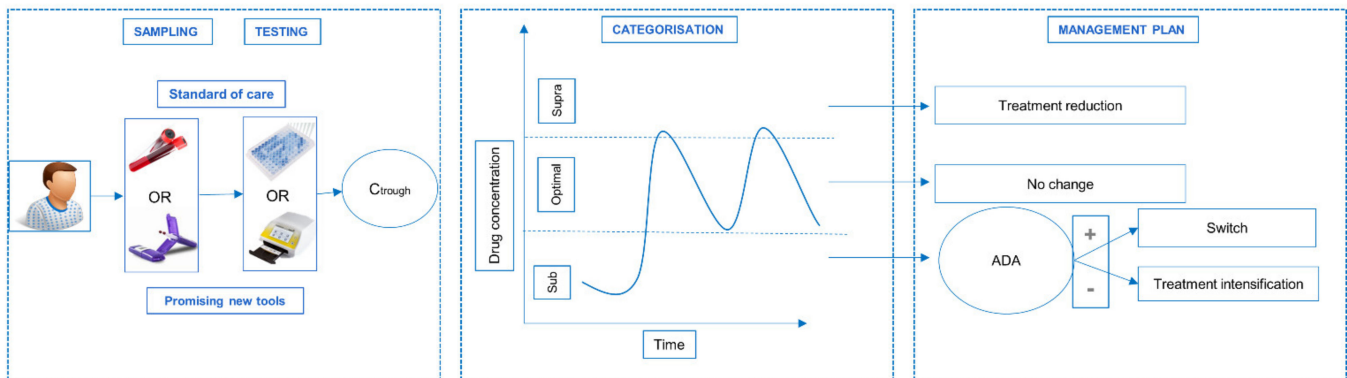 SAMPLING
TESTING
Standard of care
OR
OR
Promising new tools
Ctrough
CATEGORISATION
Drug concentration
Supra
Optimal
Sub
Time
MANAGEMENT PLAN
Treatment reduction
No change
ADA
+
-
Switch
Treatment intensification